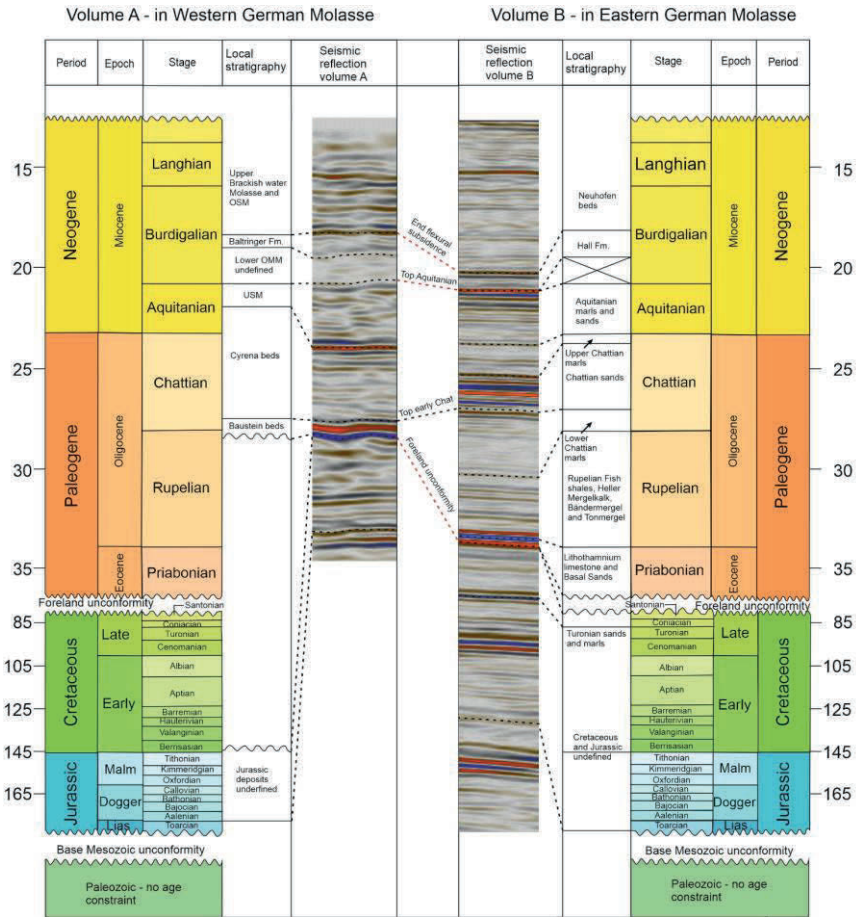 Volume A - in Western German Molasse
Volume B - in Eastern German Molasse
Period
Epoch
Stage
Local
stratigraphy
Seismic
reflection
volume A
Seismic
reflection
volume B
Local
stratigraphy
Stage
Epoch
Period
15
20
25
30
35
85
105
125
145
165
Neogene
Paleogene
Cretaceous
Jurassic
Miocene
Oligocene
Eocene
Late
Early
Malm
Dogger
Lias
Langhian
Burdigalian
Aquitanian
Chattian
Rupelian
Priabonian
Foreland unconformity
Santonian
Coniacian
Turonian
Cenomanian
Albian
Aptian
Barremian
Hauterivian
Valanginian
Berrisasian
Tithonian
Kimmeridgian
Oxfordian
Callovian
Bathonian
Bajocian
Aalenian
Toarcian
Base Mesozoic unconformity
Paleozoic - no age
constraint
Upper
Brackish water
Molasse and
OSM
Baltringer Fm.
Lower OMM
undefined
USM
Cyrena beds
Baustein beds
Jurassic
deposits
underfined
End flexural
subsidence
Top Aquitanian
Top early Chat
Foreland unconformity
Neuhofen
beds
Hall Fm.
Aquitanian
marls and
sands
Upper Chattian
marls
Chattian sands
Lower
Chattian
marls
Rupelian Fish
shales, Heller
Mergelkalk,
Bändermergel
and Tonmergel
Lithothamnium
limestone and
Basal Sands
Turonian sands
and marls
Cretaceous
and Jurassic
undefined
Langhian
Burdigalian
Aquitanian
Chattian
Rupelian
Priabonian
Santonian
Foreland unconformity
Coniacian
Turonian
Cenomanian
Albian
Aptian
Barremian
Hauterivian
Valanginian
Berrisasian
Tithonian
Kimmeridgian
Oxfordian
Callovian
Bathonian
Bajocian
Aalenian
Toarcian
Miocene
Oligocene
Eocene
Late
Early
Malm
Dogger
Lias
Neogene
Paleogene
Cretaceous
Jurassic
15
20
25
30
35
85
105
125
145
165
Base Mesozoic unconformity
Paleozoic - no age
constraint